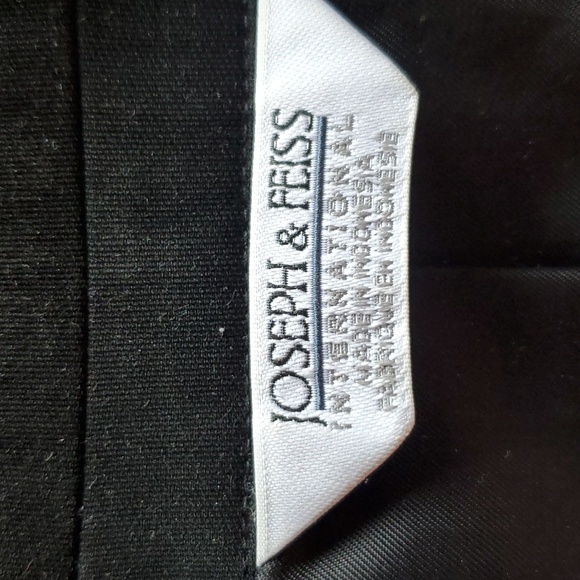 JOSEPH & FEISS
INTERNATIONAL
MADE IN INDONESIA
FABRIQUE EN INDONESIE